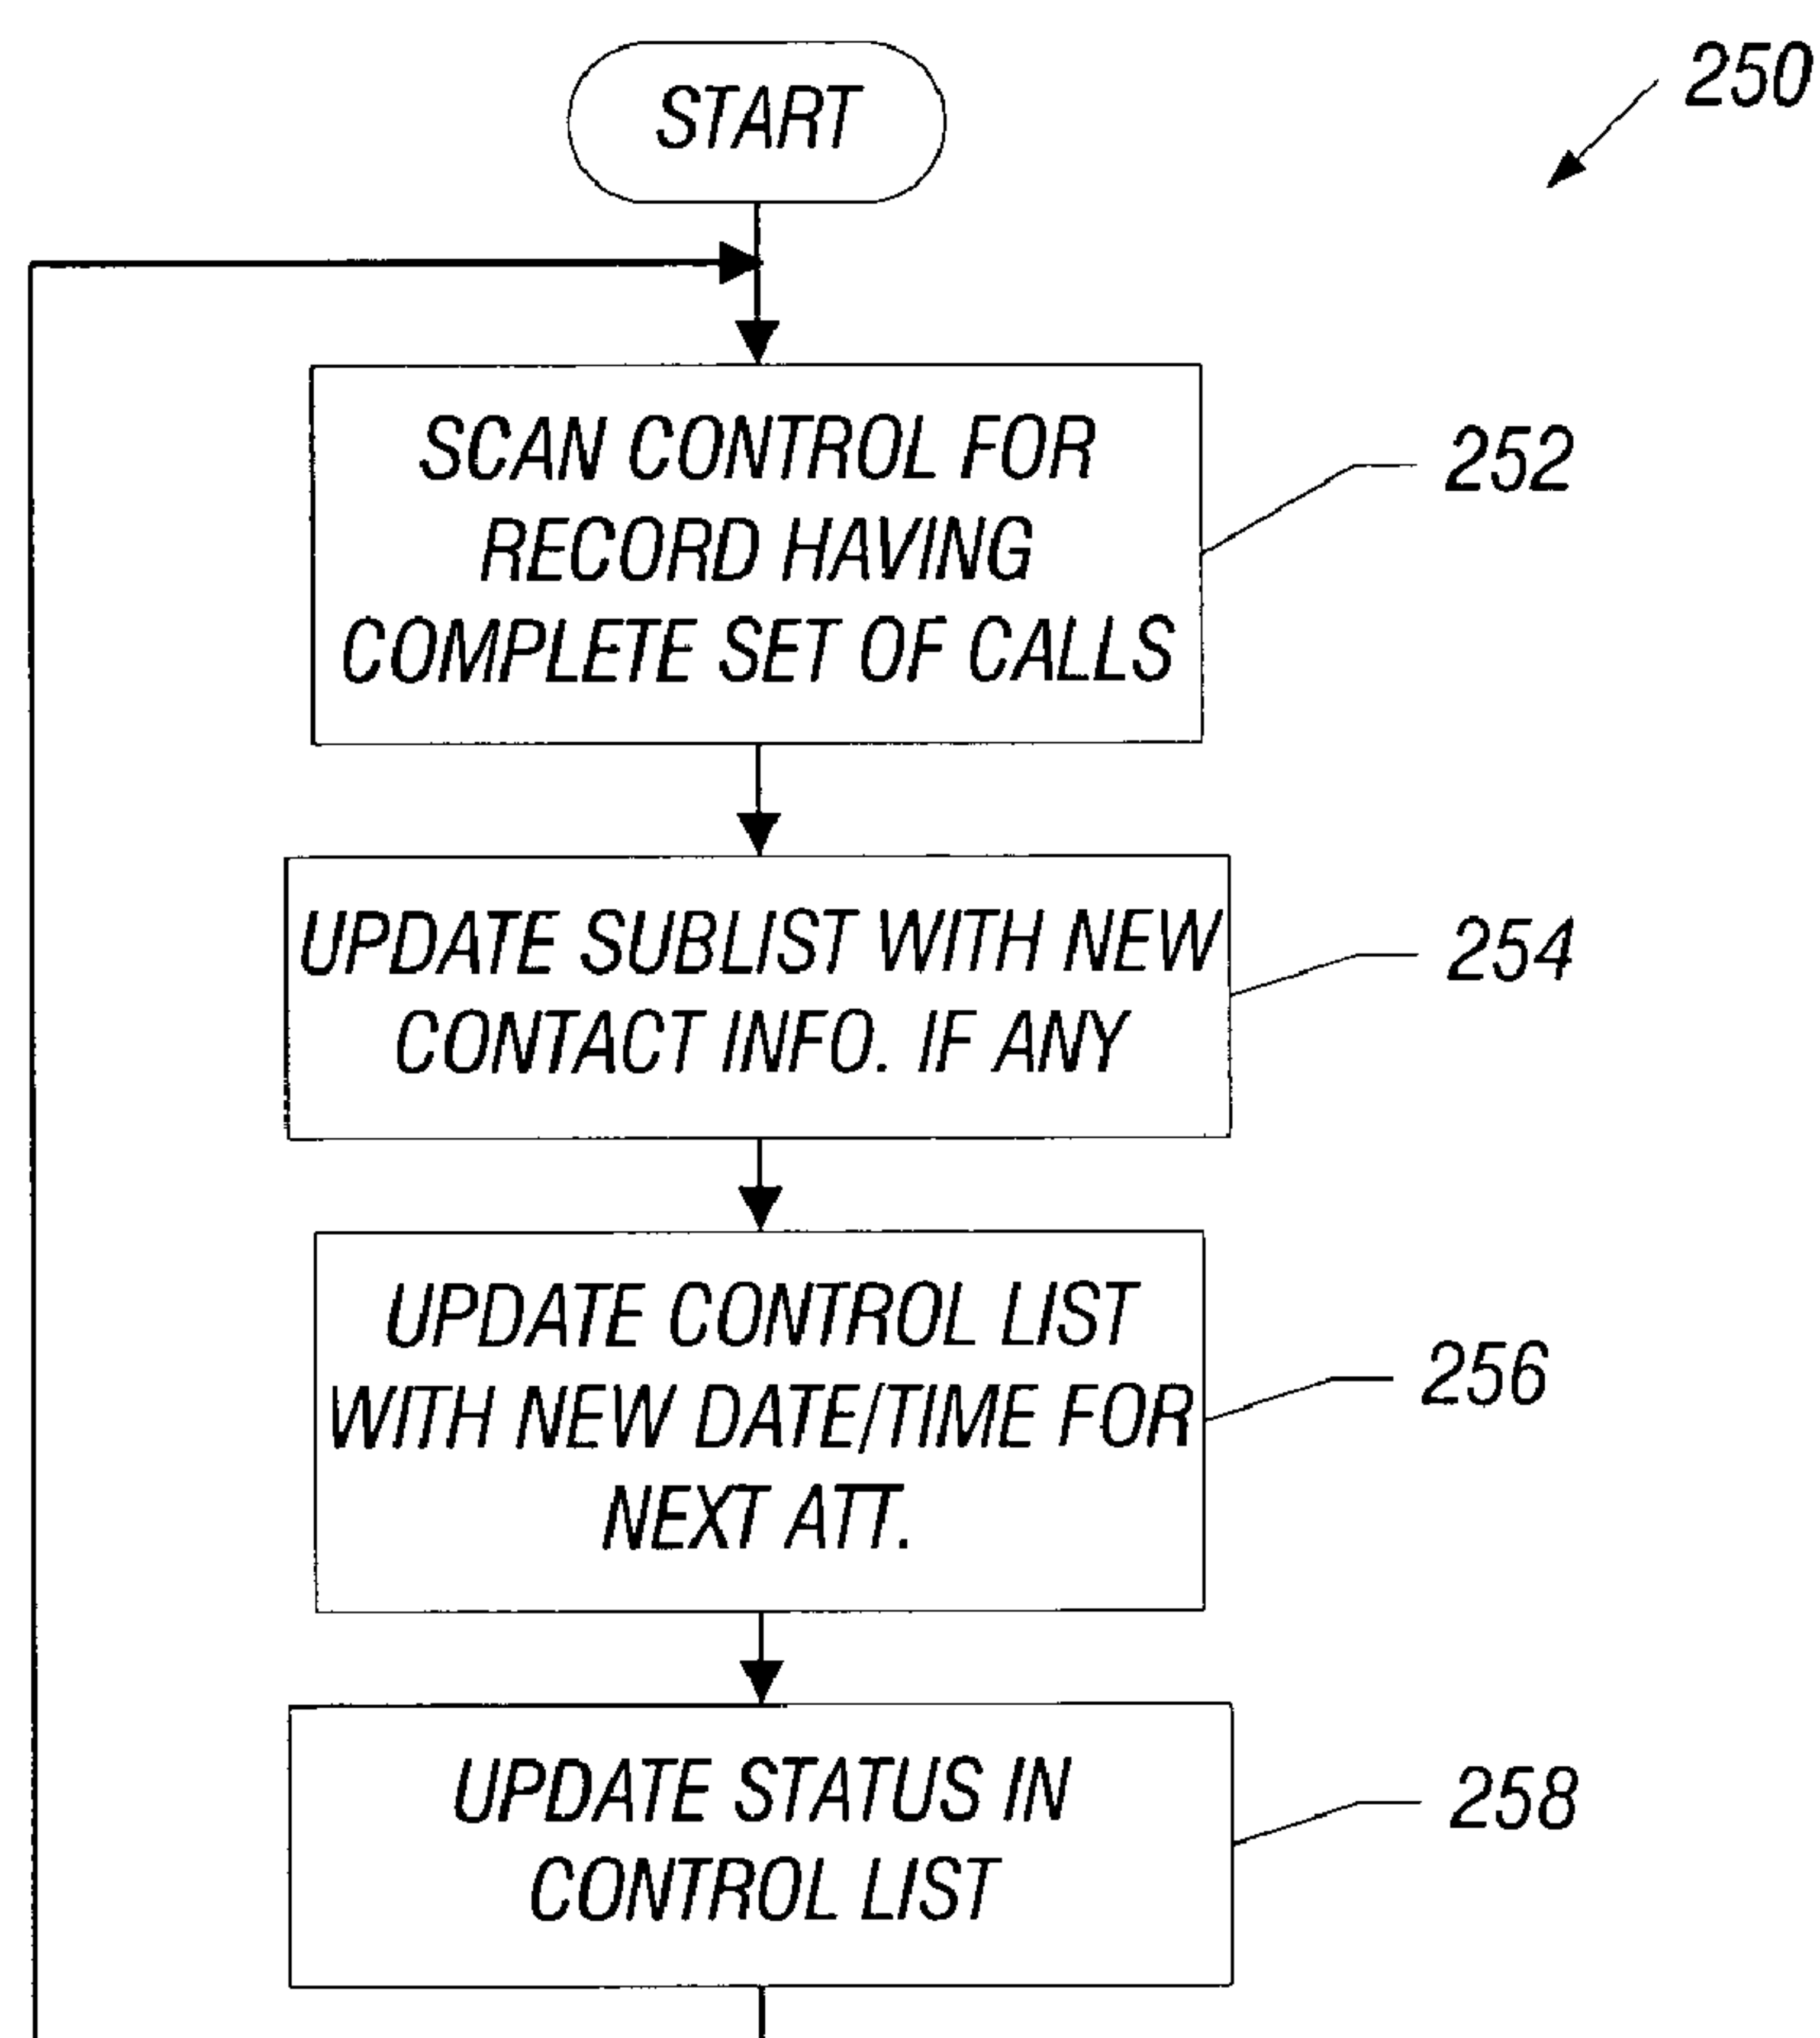 START
250
SCAN CONTROL FOR
RECORD HAVING
COMPLETE SET OF CALLS
252
UPDATE SUBLIST WITH NEW
CONTACT INFO. IF ANY
254
UPDATE CONTROL LIST
WITH NEW DATE/TIME FOR
NEXT ATT.
256
UPDATE STATUS IN
CONTROL LIST
258